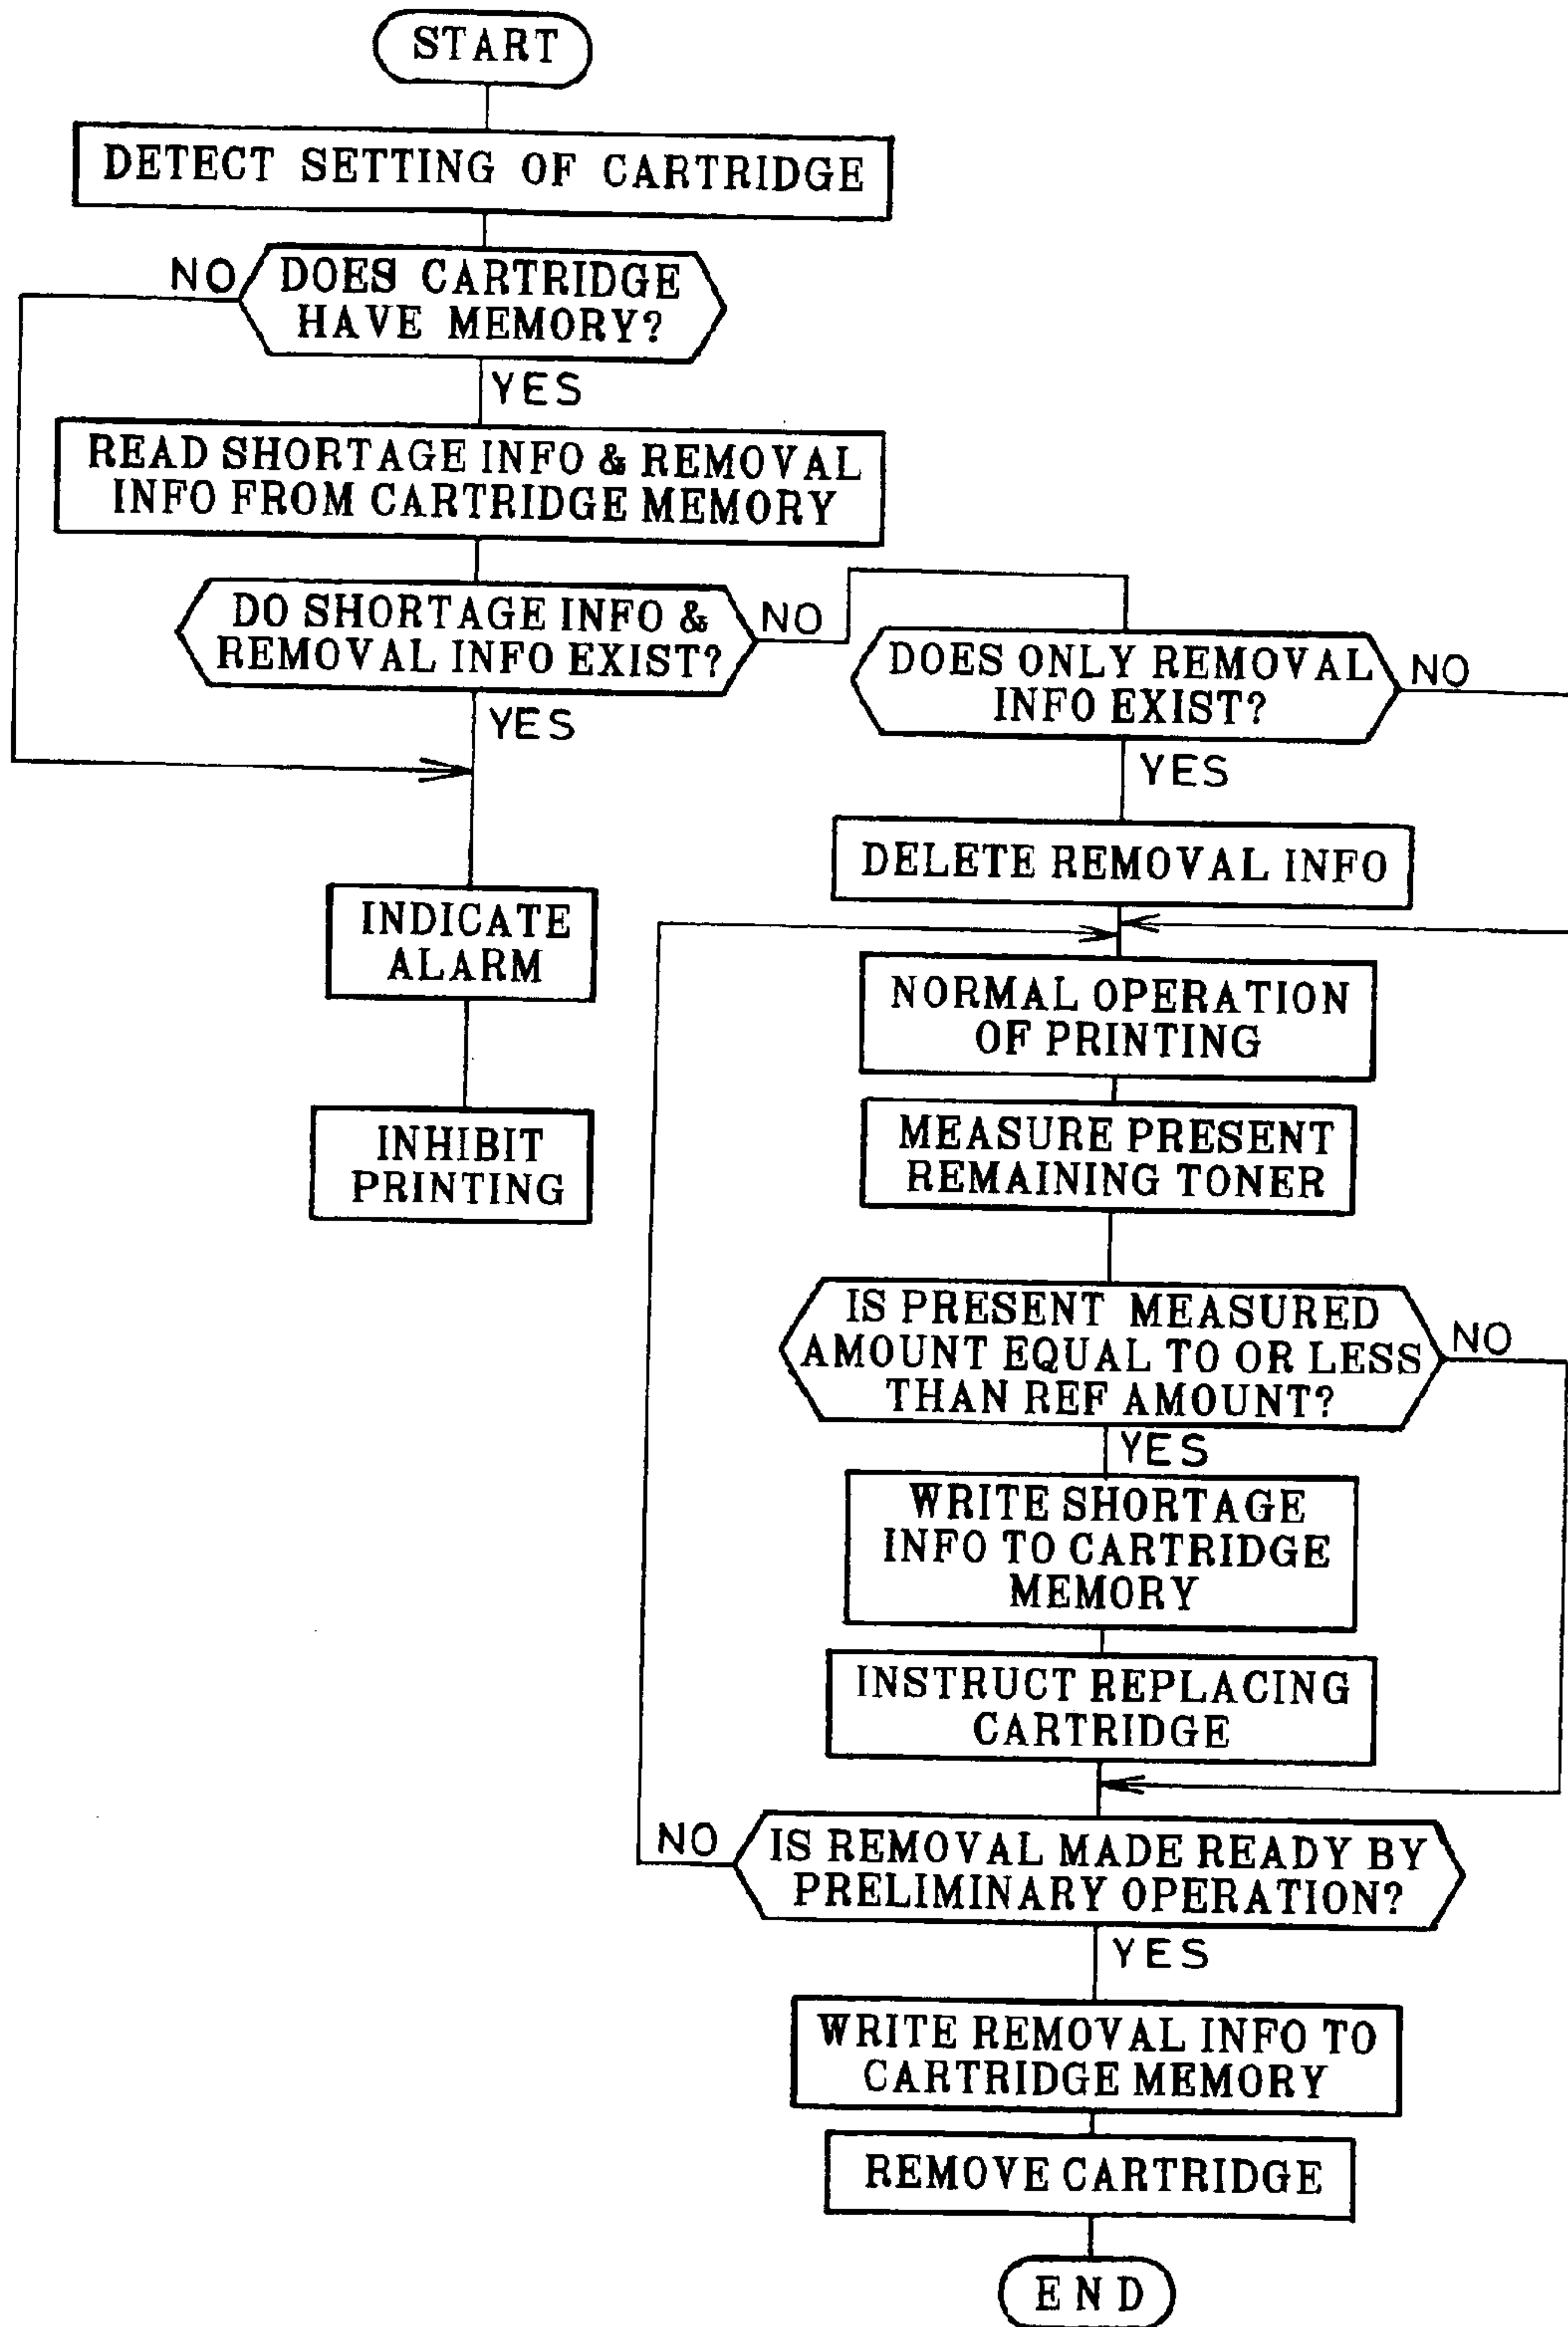 START
DETECT SETTING OF CARTRIDGE
NO
DOES CARTRIDGE
HAVE MEMORY?
YES
READ SHORTAGE INFO & REMOVAL
INFO FROM CARTRIDGE MEMORY
DO SHORTAGE INFO &
REMOVAL INFO EXIST?
NO
YES
INDICATE
ALARM
INHIBIT
PRINTING
DOES ONLY REMOVAL
INFO EXIST?
NO
YES
DELETE REMOVAL INFO
NORMAL OPERATION
OF PRINTING
MEASURE PRESENT
REMAINING TONER
IS PRESENT MEASURED
AMOUNT EQUAL TO OR LESS
THAN REF AMOUNT?
NO
YES
WRITE SHORTAGE
INFO TO CARTRIDGE
MEMORY
INSTRUCT REPLACING
CARTRIDGE
NO
IS REMOVAL MADE READY BY
PRELIMINARY OPERATION?
YES
WRITE REMOVAL INFO TO
CARTRIDGE MEMORY
REMOVE CARTRIDGE
END